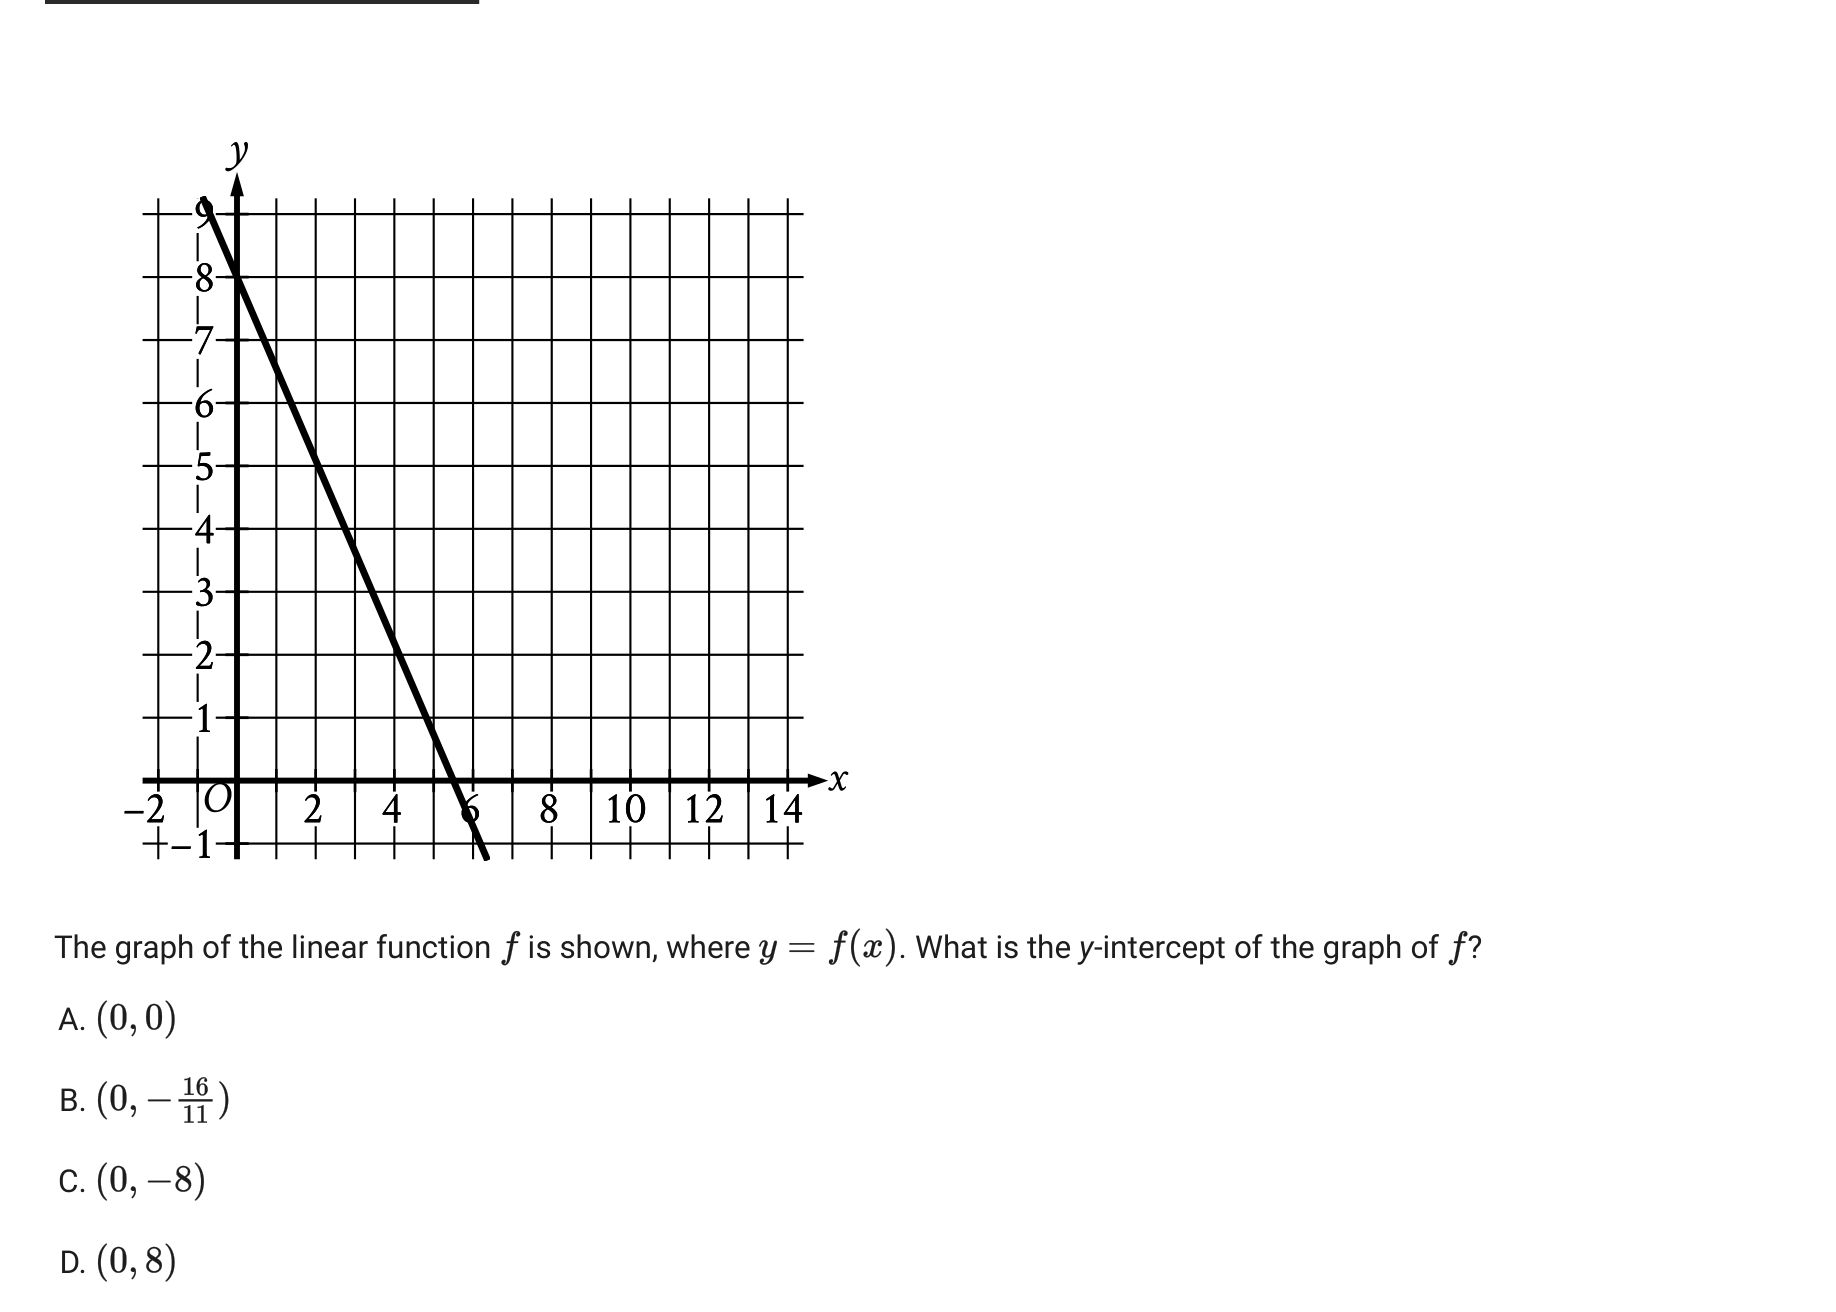 y
9
8
7
6
5
4
3
2
1
−2 O 2 4 6 8 10 12 14 x
−1
The graph of the linear function f is shown, where y = f(x). What is the y-intercept of the graph of f?
A. (0, 0)
B. (0, −16/11)
C. (0, −8)
D. (0, 8)